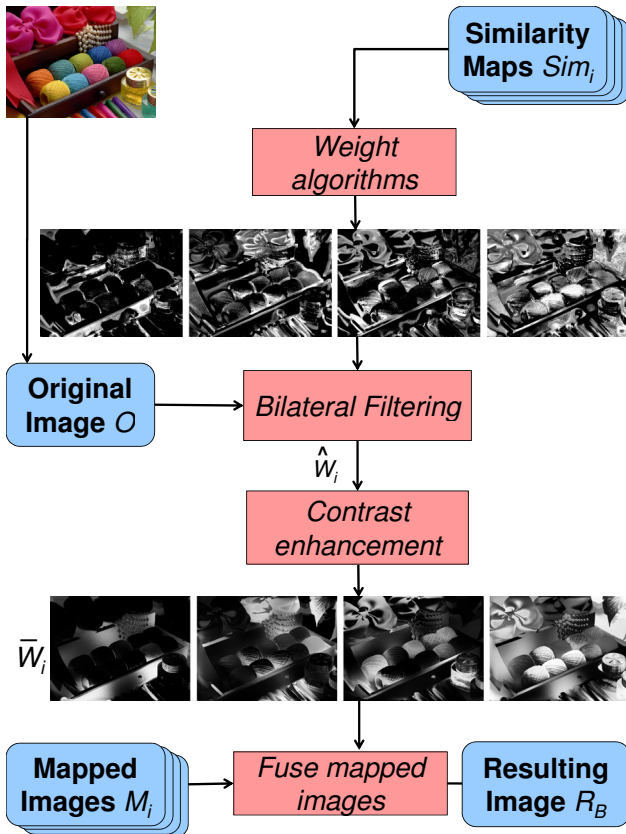 Similarity
Maps Sim_i
Weight
algorithms
Original
Image O
Bilateral Filtering
Ŵ_i
Contrast
enhancement
W̄_i
Mapped
Images M_i
Fuse mapped
images
Resulting
Image R_B